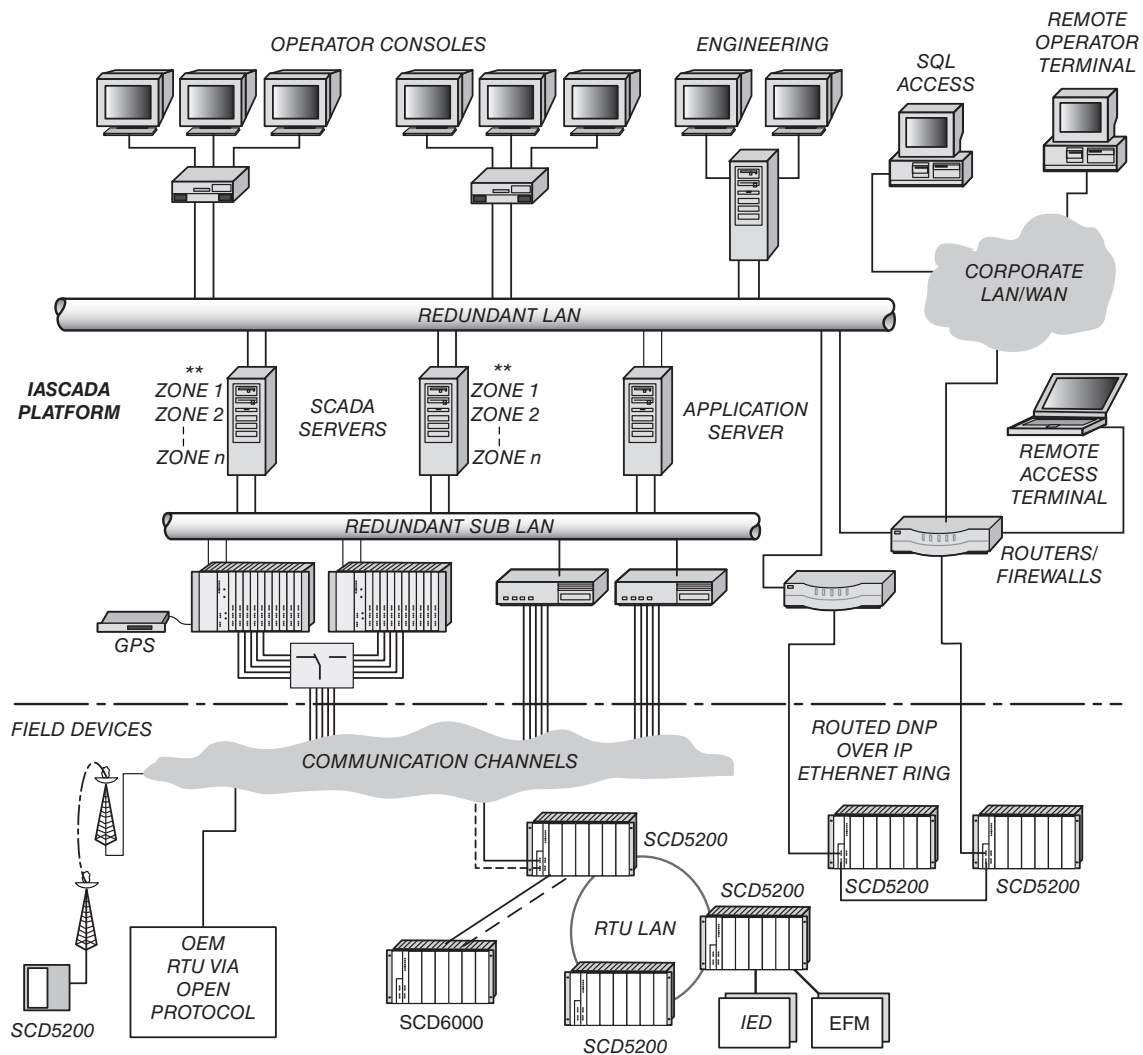 OPERATOR CONSOLES
ENGINEERING
SQL
ACCESS
REMOTE
OPERATOR
TERMINAL
CORPORATE
LAN/WAN
REDUNDANT LAN
IASCADA
PLATFORM
**
ZONE 1
ZONE 2
ZONE n
SCADA
SERVERS
**
ZONE 1
ZONE 2
ZONE n
APPLICATION
SERVER
REMOTE
ACCESS
TERMINAL
REDUNDANT SUB LAN
ROUTERS/
FIREWALLS
GPS
FIELD DEVICES
COMMUNICATION CHANNELS
ROUTED DNP
OVER IP
ETHERNET RING
SCD5200
SCD5200
SCD5200
SCD5200
RTU LAN
OEM
RTU VIA
OPEN
PROTOCOL
SCD5200
SCD6000
SCD5200
IED
EFM